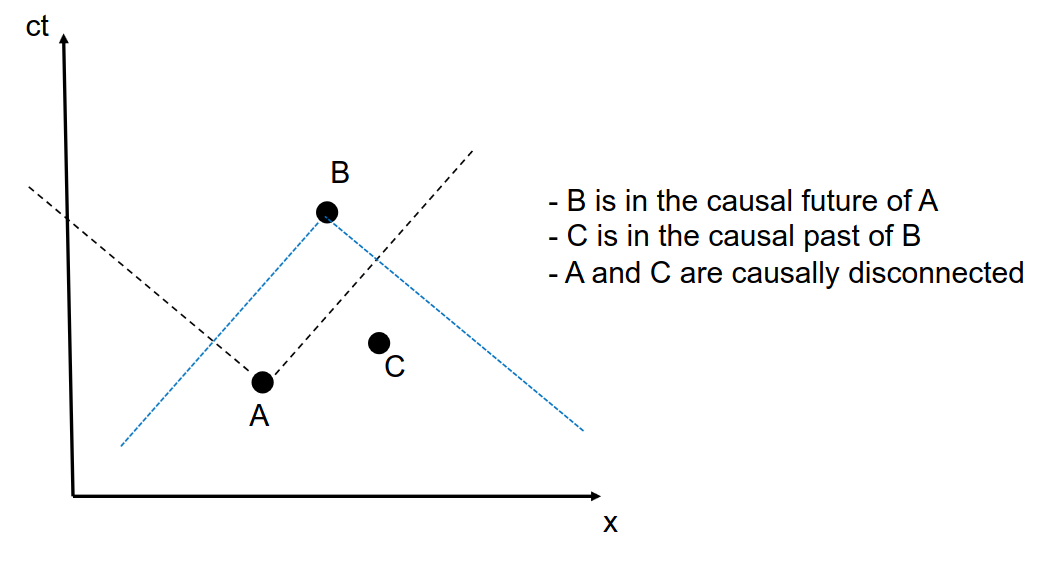 ct
B
- B is in the causal future of A
- C is in the causal past of B
- A and C are causally disconnected
C
A
x